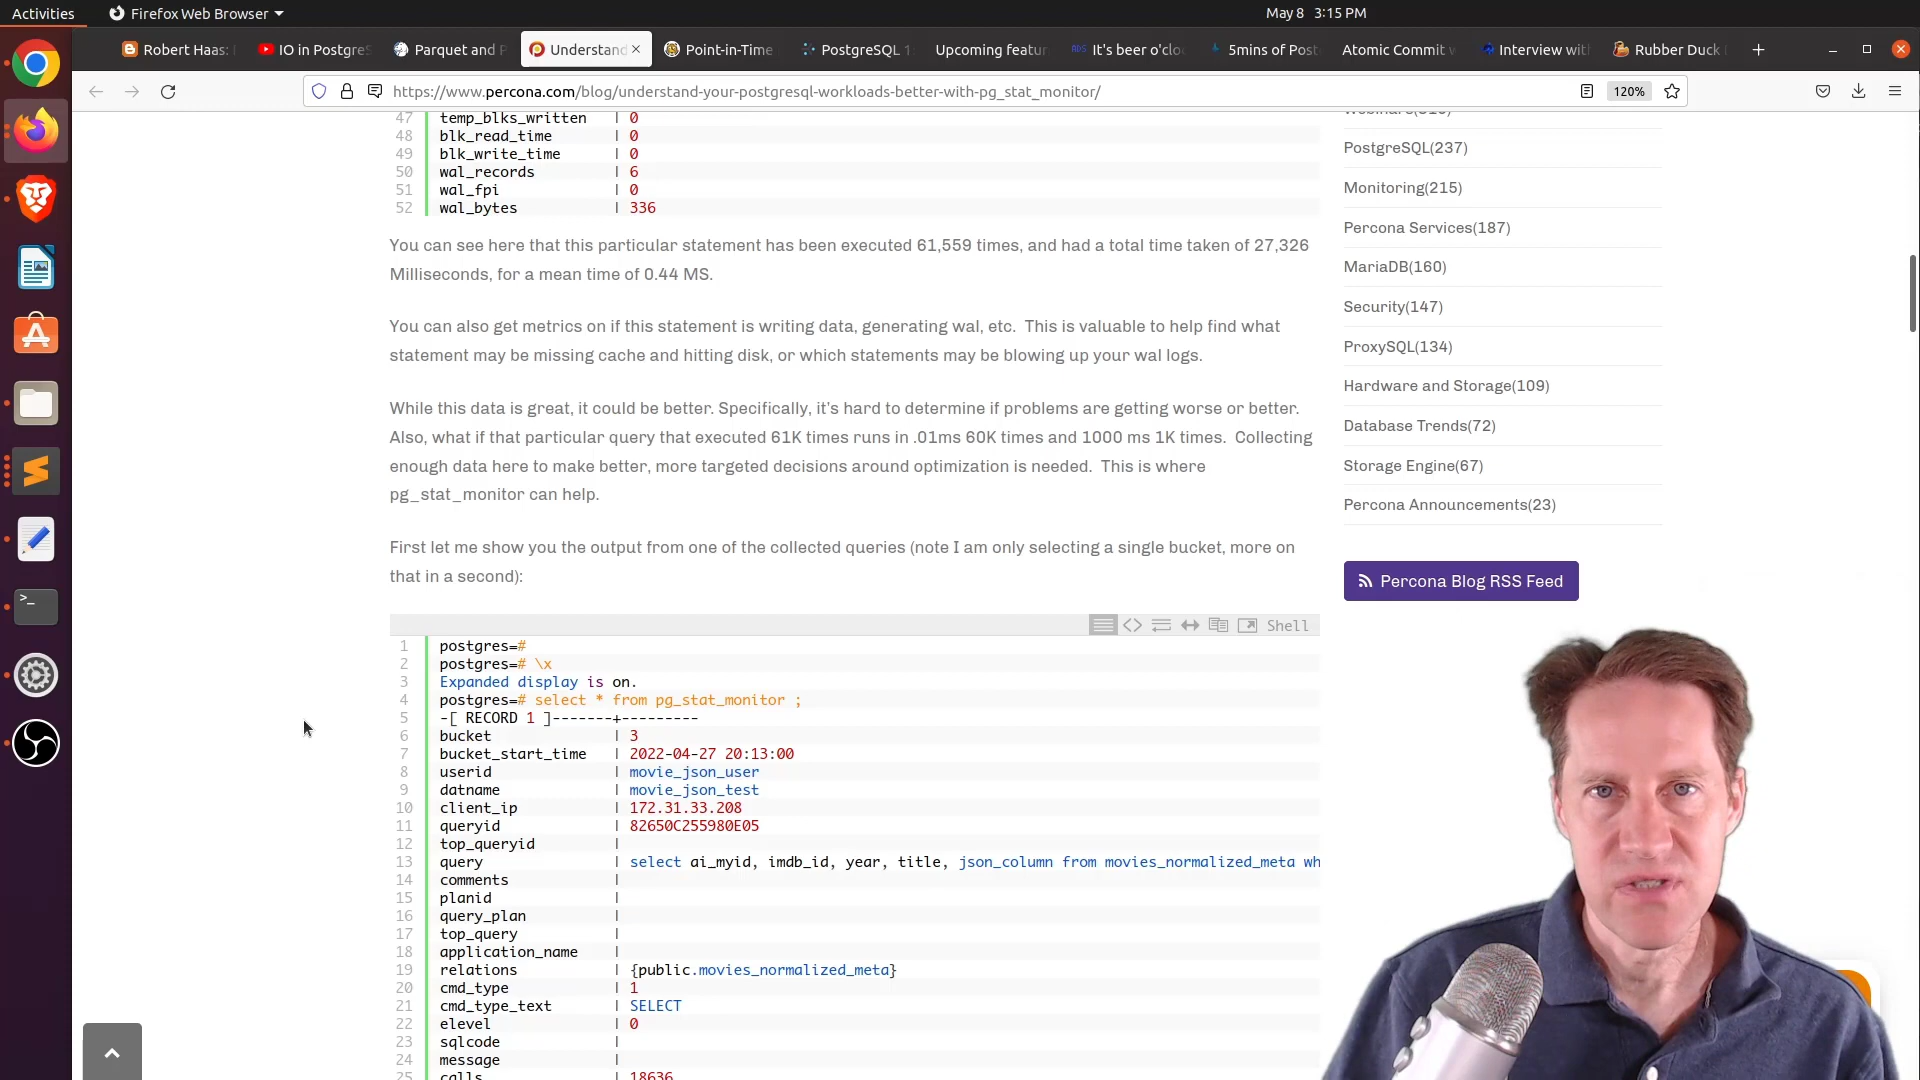 Activities
Firefox Web Browser
May 8 3:15 PM
Robert Haas:
IO in PostgreS
Parquet and P
Understand
Point-in-Time
PostgreSQL 1
Upcoming featur
It's beer o'clo
5mins of Post
Atomic Commit w
Interview wit
Rubber Duck
https://www.percona.com/blog/understand-your-postgresql-workloads-better-with-pg_stat_monitor/
120%
47 temp_blks_written | 0
48 blk_read_time | 0
49 blk_write_time | 0
50 wal_records | 6
51 wal_fpi | 0
52 wal_bytes | 336
You can see here that this particular statement has been executed 61,559 times, and had a total time taken of 27,326
Milliseconds, for a mean time of 0.44 MS.
You can also get metrics on if this statement is writing data, generating wal, etc. This is valuable to help find what
statement may be missing cache and hitting disk, or which statements may be blowing up your wal logs.
While this data is great, it could be better. Specifically, it's hard to determine if problems are getting worse or better.
Also, what if that particular query that executed 61K times runs in .01ms 60K times and 1000 ms 1K times. Collecting
enough data here to make better, more targeted decisions around optimization is needed. This is where
pg_stat_monitor can help.
First let me show you the output from one of the collected queries (note I am only selecting a single bucket, more on
that in a second):
Shell
1 postgres=#
2 postgres=# \x
3 Expanded display is on.
4 postgres=# select * from pg_stat_monitor ;
5 -[ RECORD 1 ]-------+---------
6 bucket | 3
7 bucket_start_time | 2022-04-27 20:13:00
8 userid | movie_json_user
9 datname | movie_json_test
10 client_ip | 172.31.33.208
11 queryid | 82650C255980E05
12 top_queryid |
13 query | select ai_myid, imdb_id, year, title, json_column from movies_normalized_meta wh
14 comments |
15 planid |
16 query_plan |
17 top_query |
18 application_name |
19 relations | {public.movies_normalized_meta}
20 cmd_type | 1
21 cmd_type_text | SELECT
22 elevel | 0
23 sqlcode |
24 message |
25 calls | 18636
PostgreSQL(237)
Monitoring(215)
Percona Services(187)
MariaDB(160)
Security(147)
ProxySQL(134)
Hardware and Storage(109)
Database Trends(72)
Storage Engine(67)
Percona Announcements(23)
Percona Blog RSS Feed